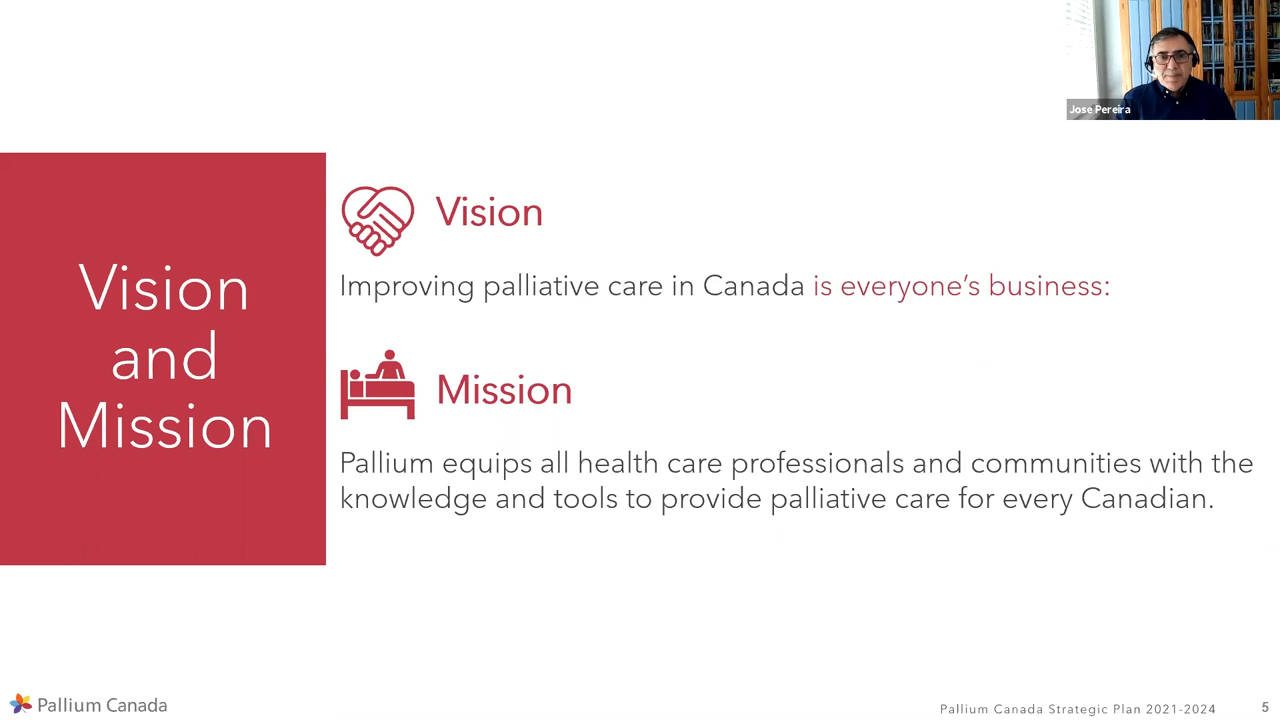 Jose Pereira
Vision
and
Mission
Vision
Improving palliative care in Canada is everyone’s business:
Mission
Pallium equips all health care professionals and communities with the
knowledge and tools to provide palliative care for every Canadian.
Pallium Canada
Pallium Canada Strategic Plan 2021-2024
5